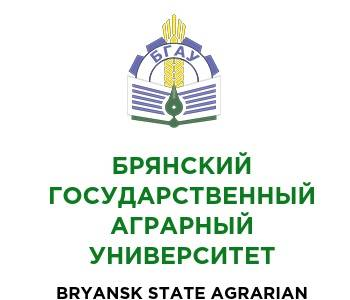 БГАУ
БРЯНСКИЙ
ГОСУДАРСТВЕННЫЙ
АГРАРНЫЙ
УНИВЕРСИТЕТ
BRYANSK STATE AGRARIAN